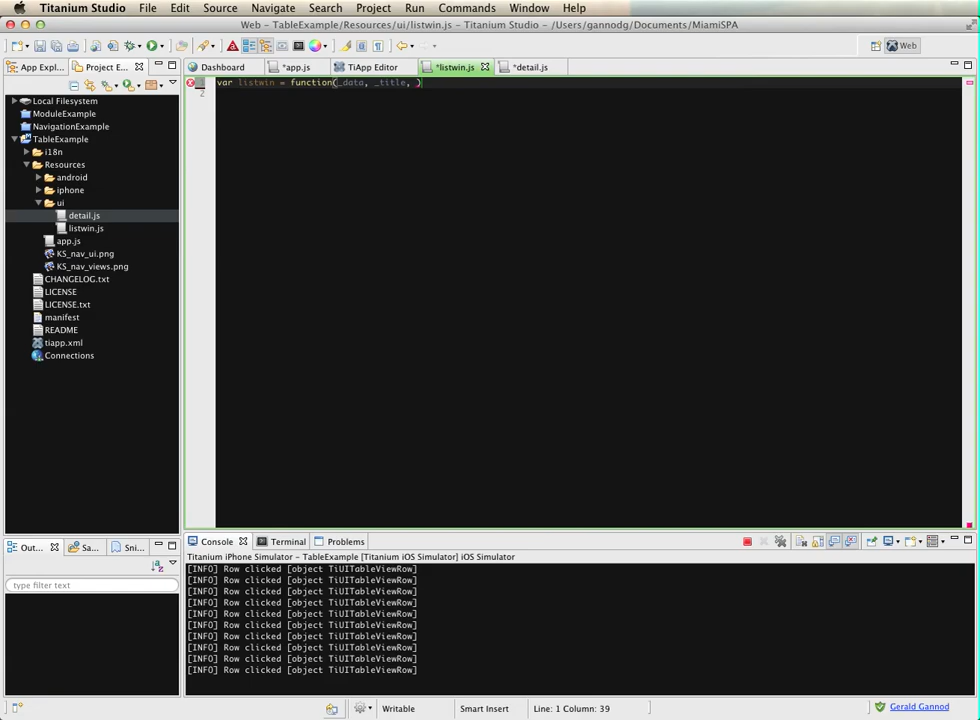 Titanium Studio File Edit Source Refactor Navigate Search Project Run Commands Window Help
Web - TableExample/Resources/ui/listwin.js - Titanium Studio - /Users/gannodg/Documents/MiamiSPA
Web
App Expl...
Project E...
Dashboard
*app.js
TiApp Editor
*listwin.js
*detail.js
1 var listwin = function(_data, _title, )
2
Local Filesystem
ModuleExample
NavigationExample
TableExample
i18n
Resources
android
iphone
ui
detail.js
listwin.js
app.js
KS_nav_ui.png
KS_nav_views.png
CHANGELOG.txt
LICENSE
LICENSE.txt
manifest
README
tiapp.xml
Connections
Out...
Sa...
Sni...
type filter text
Console
Terminal
Problems
Titanium iPhone Simulator - TableExample [Titanium iOS Simulator] iOS Simulator
[INFO] Row clicked [object TiUITableViewRow]
[INFO] Row clicked [object TiUITableViewRow]
[INFO] Row clicked [object TiUITableViewRow]
[INFO] Row clicked [object TiUITableViewRow]
[INFO] Row clicked [object TiUITableViewRow]
[INFO] Row clicked [object TiUITableViewRow]
[INFO] Row clicked [object TiUITableViewRow]
[INFO] Row clicked [object TiUITableViewRow]
[INFO] Row clicked [object TiUITableViewRow]
[INFO] Row clicked [object TiUITableViewRow]
Writable
Smart Insert
Line: 1 Column: 39
Gerald Gannod